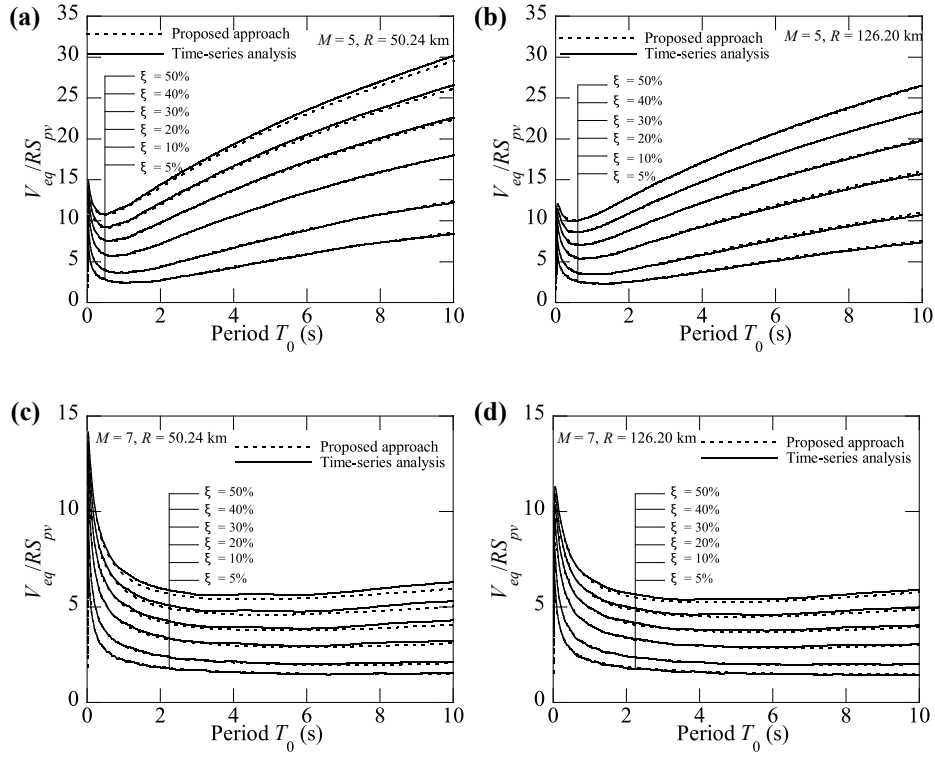 (a)
35
30
25
20
15
10
5
0
V_eq/RS_pv
Proposed approach
Time-series analysis
M = 5, R = 50.24 km
ξ = 50%
ξ = 40%
ξ = 30%
ξ = 20%
ξ = 10%
ξ = 5%
0 2 4 6 8 10
Period T_0 (s)
(b)
35
30
25
20
15
10
5
0
V_eq/RS_pv
Proposed approach
Time-series analysis
M = 5, R = 126.20 km
ξ = 50%
ξ = 40%
ξ = 30%
ξ = 20%
ξ = 10%
ξ = 5%
0 2 4 6 8 10
Period T_0 (s)
(c)
15
10
5
0
V_eq/RS_pv
M = 7, R = 50.24 km
Proposed approach
Time-series analysis
ξ = 50%
ξ = 40%
ξ = 30%
ξ = 20%
ξ = 10%
ξ = 5%
0 2 4 6 8 10
Period T_0 (s)
(d)
15
10
5
0
V_eq/RS_pv
M = 7, R = 126.20 km
Proposed approach
Time-series analysis
ξ = 50%
ξ = 40%
ξ = 30%
ξ = 20%
ξ = 10%
ξ = 5%
0 2 4 6 8 10
Period T_0 (s)